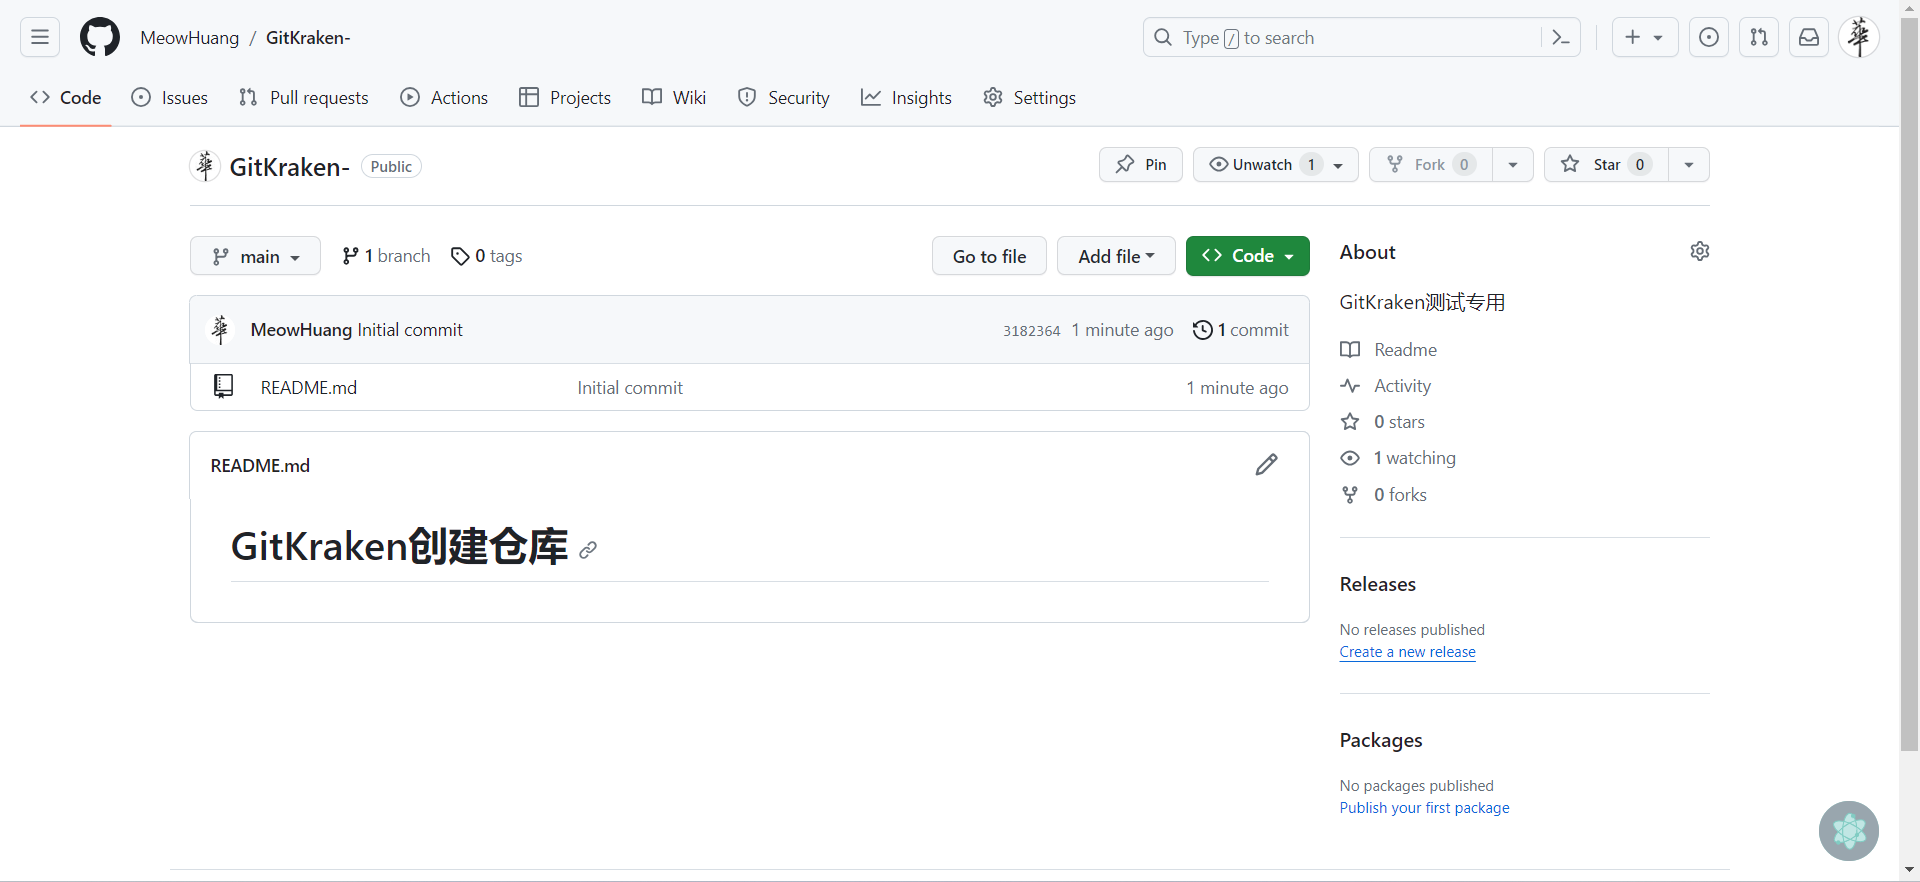 MeowHuang / GitKraken-
Type / to search
Code Issues Pull requests Actions Projects Wiki Security Insights Settings
華 GitKraken- Public
Pin Unwatch 1 Fork 0 Star 0
main 1 branch 0 tags
Go to file Add file Code
MeowHuang Initial commit 3182364 1 minute ago 1 commit
README.md Initial commit 1 minute ago
README.md
GitKraken创建仓库
About
GitKraken测试专用
Readme
Activity
0 stars
1 watching
0 forks
Releases
No releases published
Create a new release
Packages
No packages published
Publish your first package